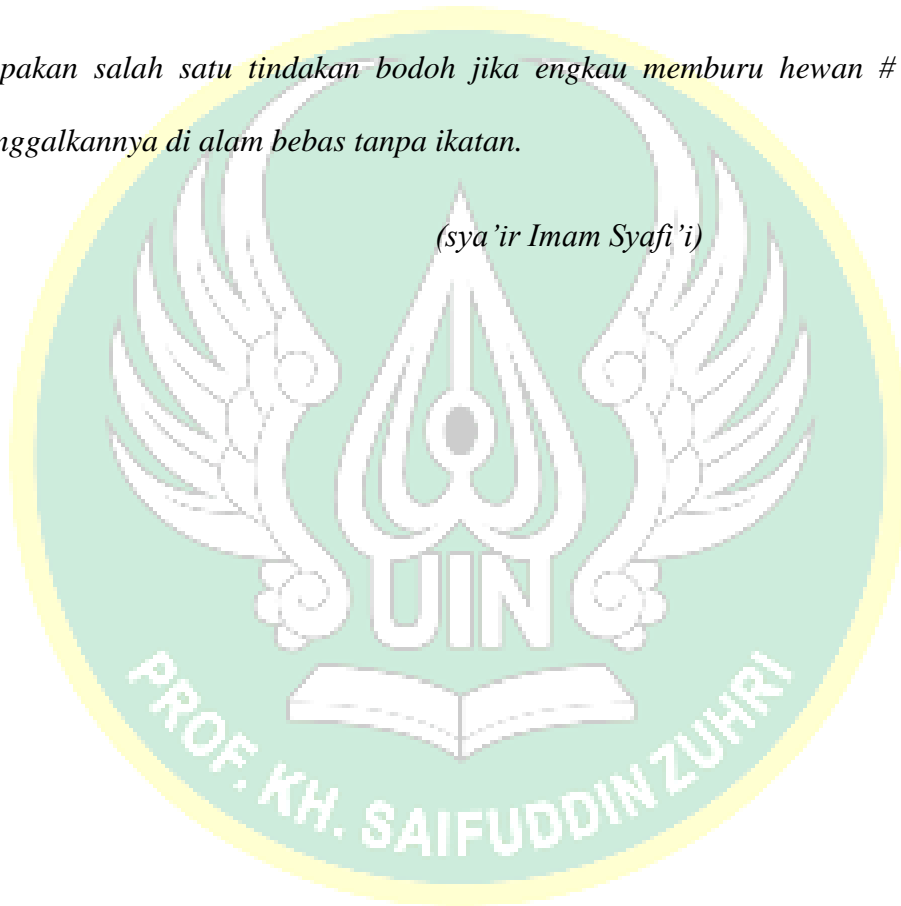 pakan salah satu tindakan bodoh jika engkau memburu hewan #
nggalkannya di alam bebas tanpa ikatan.
(sya’ir Imam Syafi’i)
UIN
PROF. KH. SAIFUDDIN ZUHRI